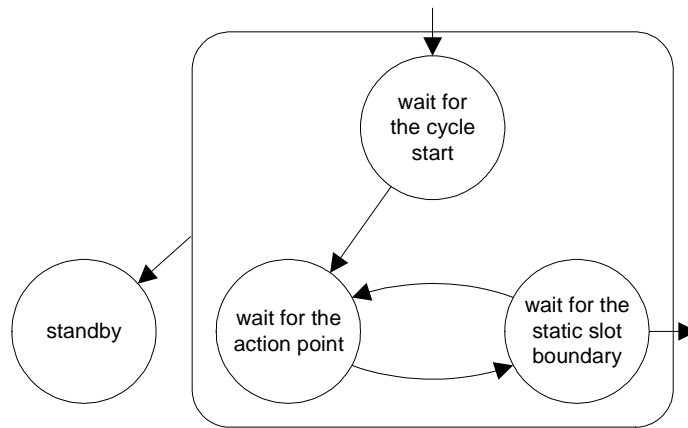 wait for
the cycle
start
standby
wait for the
action point
wait for the
static slot
boundary